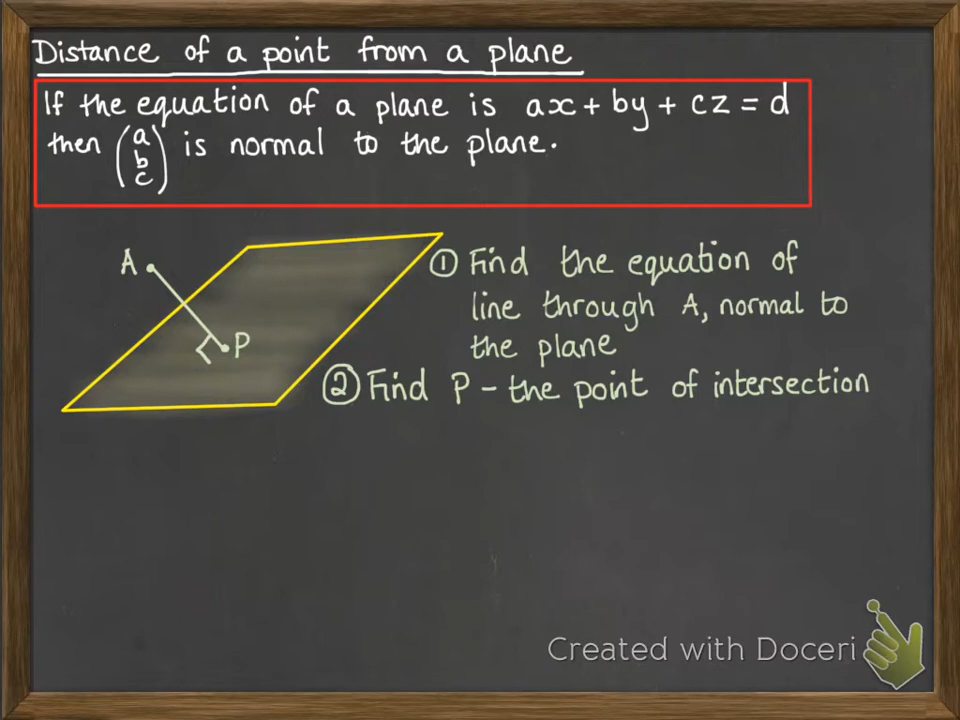 Distance of a point from a plane
If the equation of a plane is ax + by + cz = d
then (a b c) is normal to the plane.
A
P
① Find the equation of
line through A, normal to
the plane
② Find P - the point of intersection
Created with Doceri